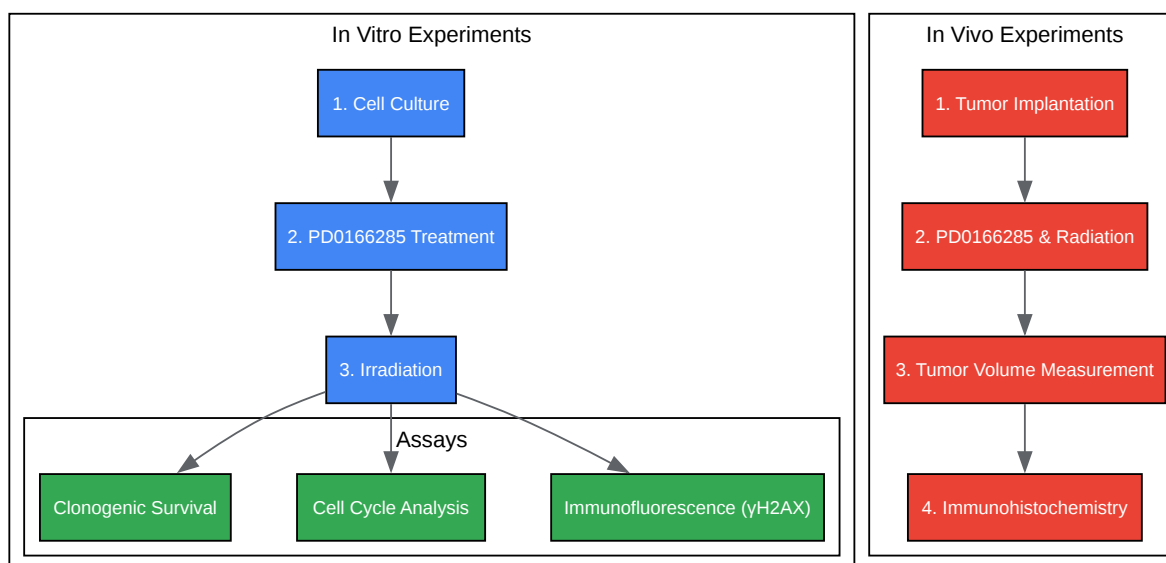 In Vitro Experiments
1. Cell Culture
2. PD0166285 Treatment
3. Irradiation
Assays
Clonogenic Survival
Cell Cycle Analysis
Immunofluorescence (γH2AX)
In Vivo Experiments
1. Tumor Implantation
2. PD0166285 & Radiation
3. Tumor Volume Measurement
4. Immunohistochemistry